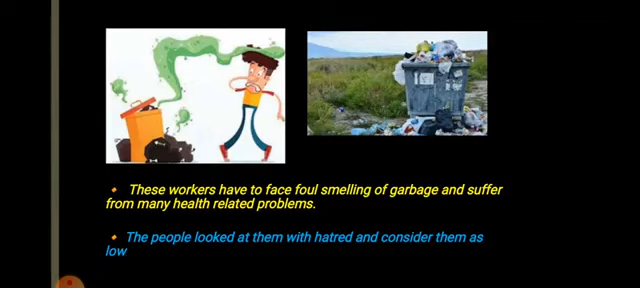 These workers have to face foul smelling of garbage and suffer
from many health related problems.
The people looked at them with hatred and consider them as
low